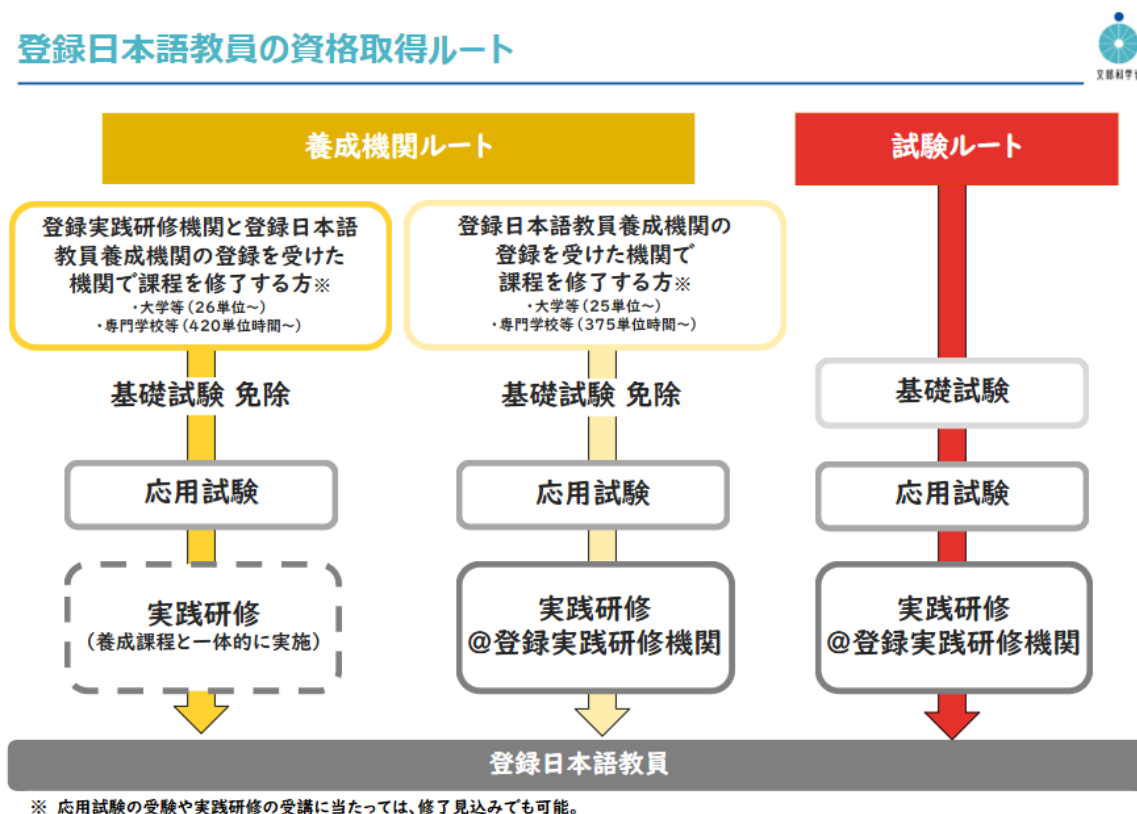 登録日本語教員の資格取得ルート
文部科学省
養成機関ルート
試験ルート
登録実践研修機関と登録日本語
教員養成機関の登録を受けた
機関で課程を修了する方※
・大学等(26単位~)
・専門学校等(420単位時間~)
登録日本語教員養成機関の
登録を受けた機関で
課程を修了する方※
・大学等(25単位~)
・専門学校等(375単位時間~)
基礎試験 免除
基礎試験 免除
基礎試験
応用試験
応用試験
応用試験
実践研修
(養成課程と一体的に実施)
実践研修
@登録実践研修機関
実践研修
@登録実践研修機関
登録日本語教員
※ 応用試験の受験や実践研修の受講に当たっては、修了見込みでも可能。